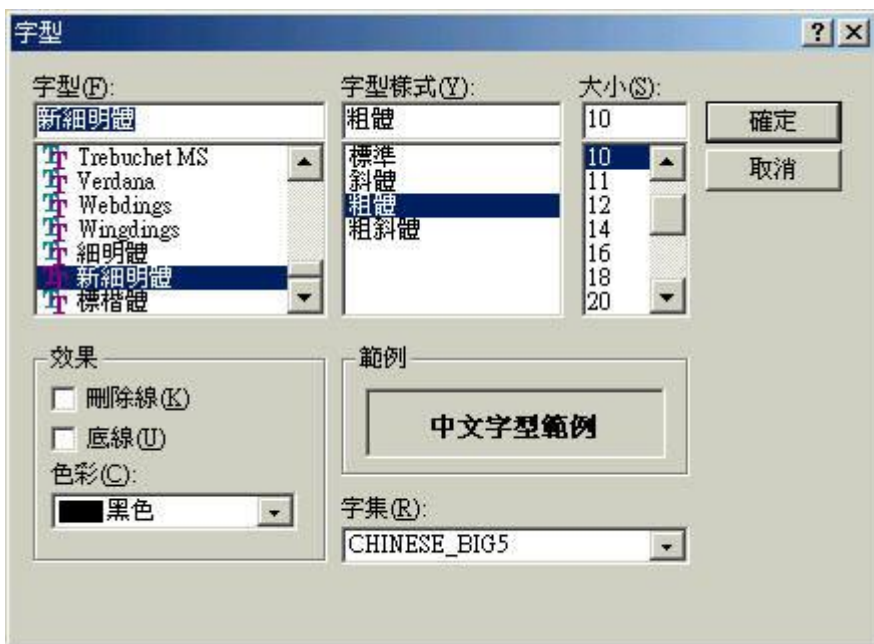 字型
字型(F):
新細明體
Trebuchet MS
Verdana
Webdings
Wingdings
細明體
新細明體
標楷體
字型樣式(Y):
粗體
標準
斜體
粗體
粗斜體
大小(S):
10
10
11
12
14
16
18
20
確定
取消
效果
刪除線(K)
底線(U)
色彩(C):
黑色
範例
中文字型範例
字集(R):
CHINESE_BIG5